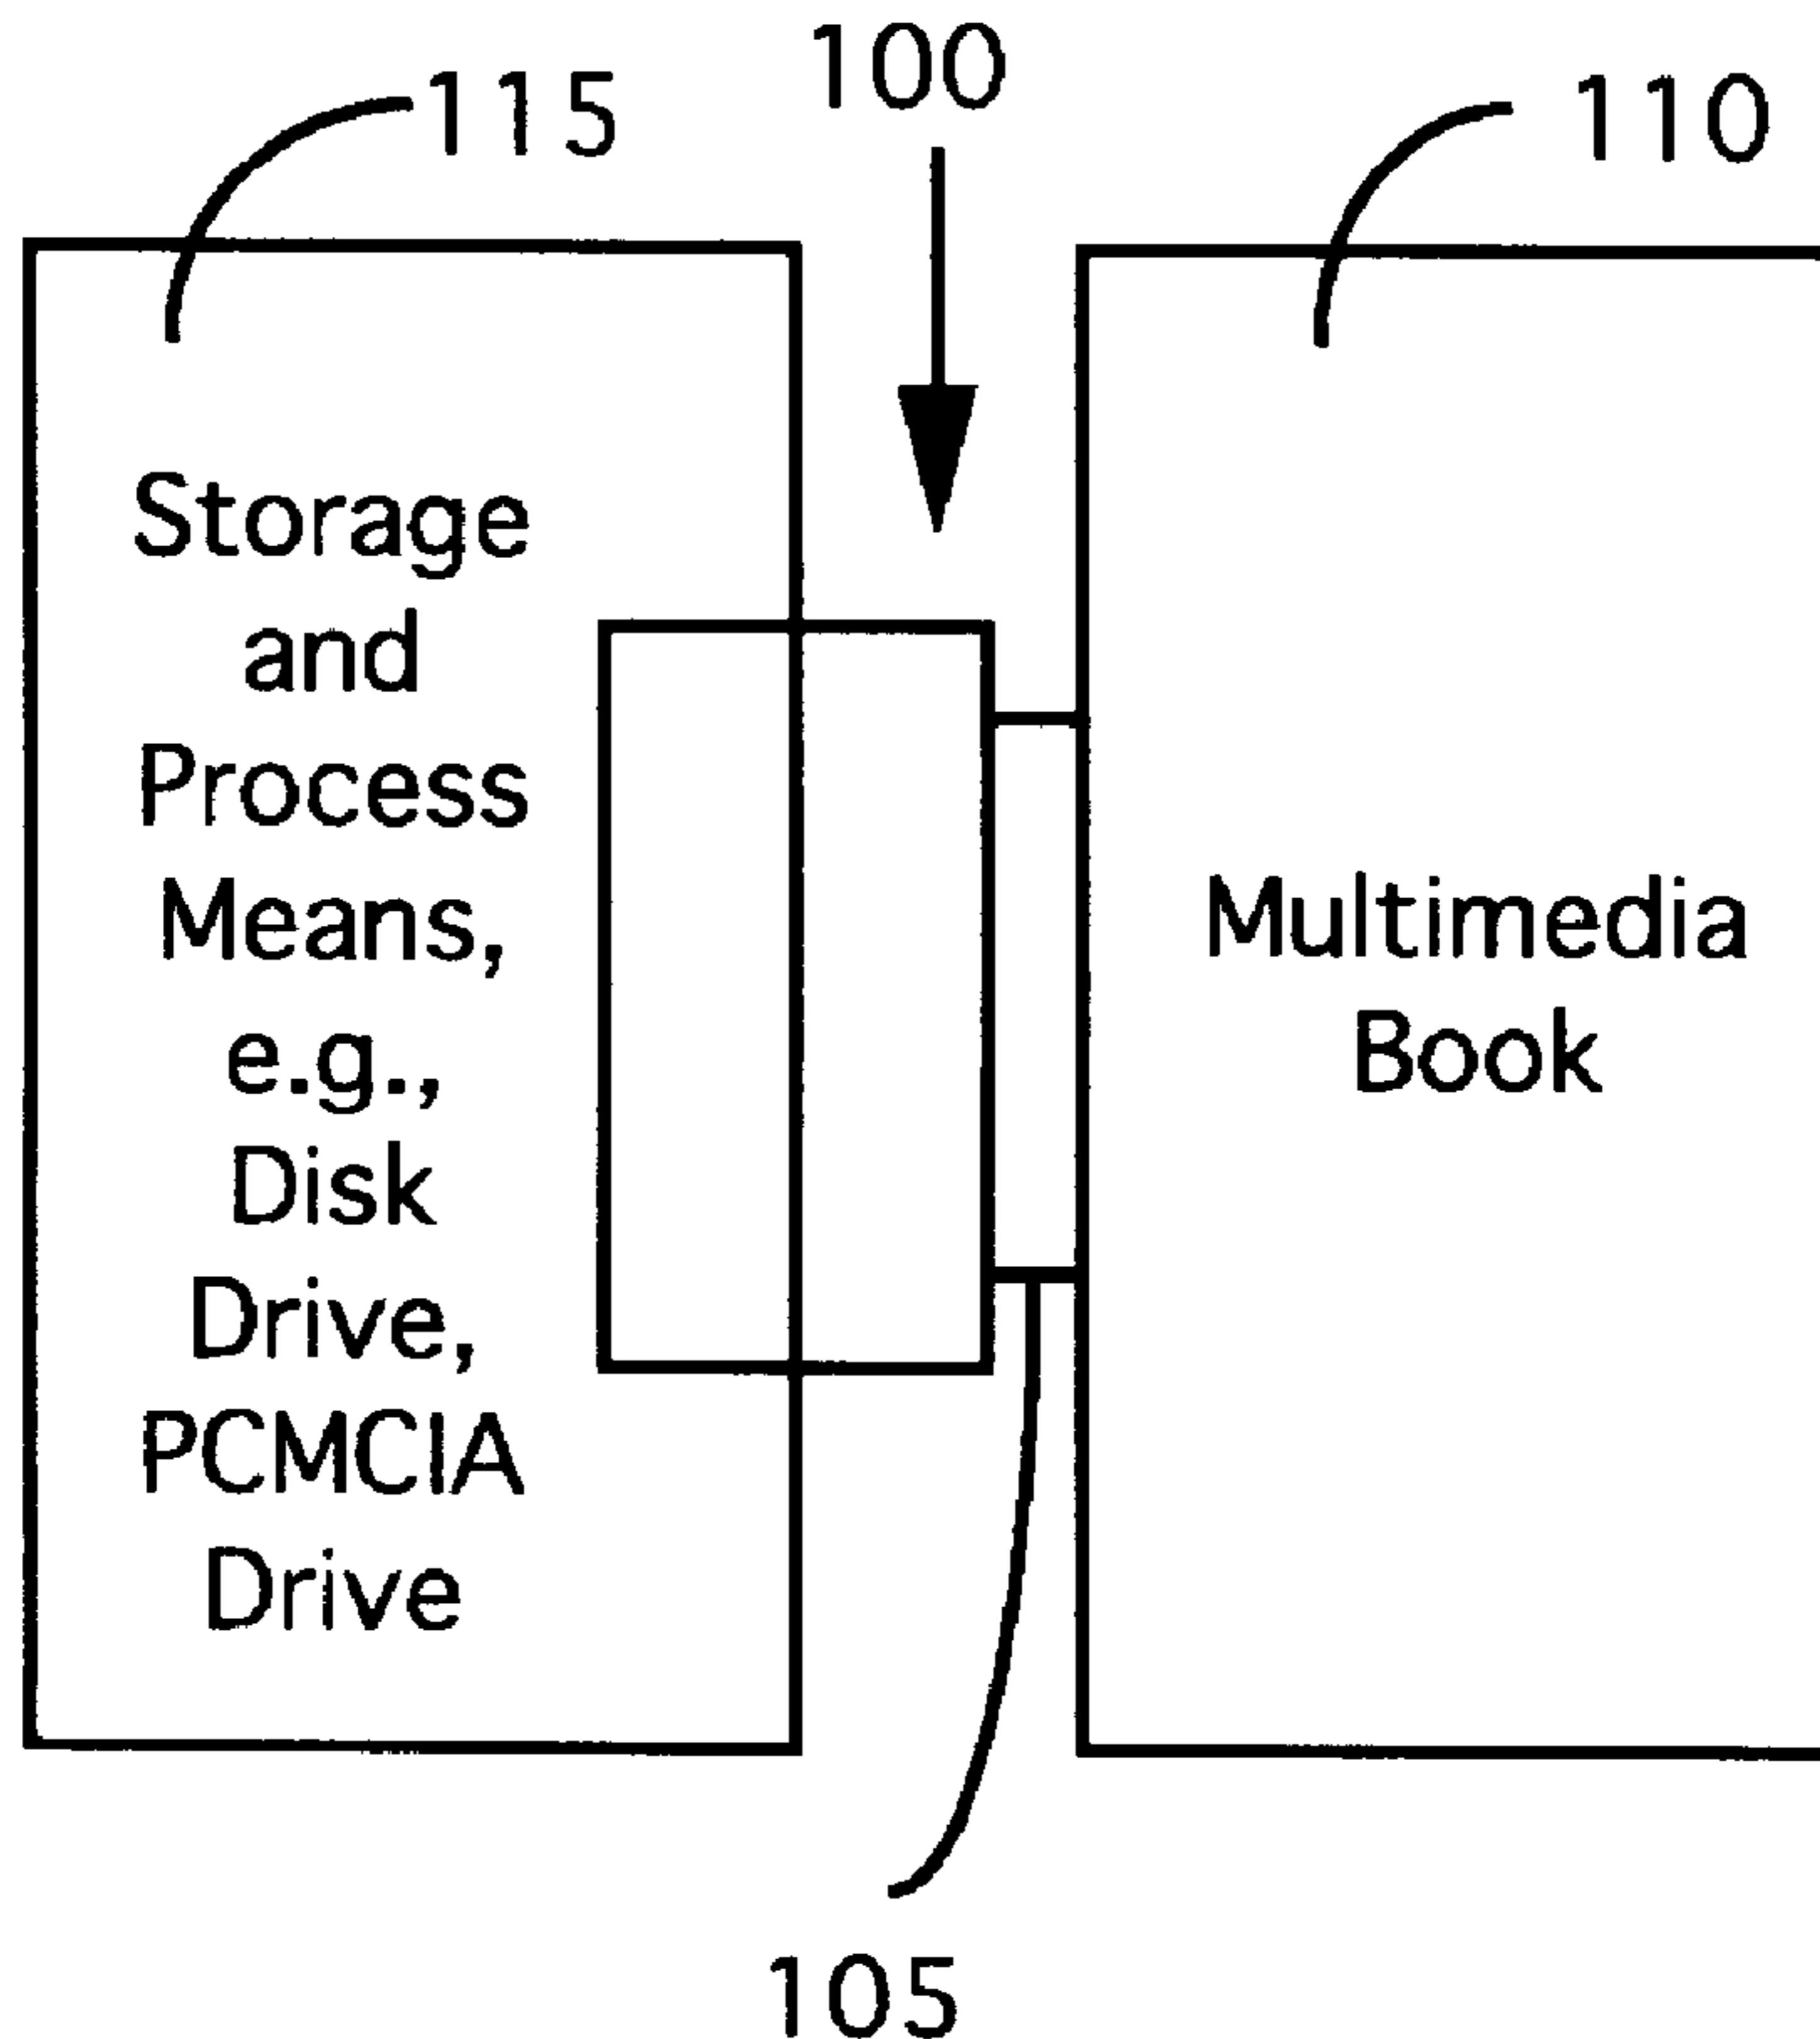 100
115
110
Storage
and
Process
Means,
e.g.,
Disk
Drive,
PCMCIA
Drive
Multimedia
Book
105